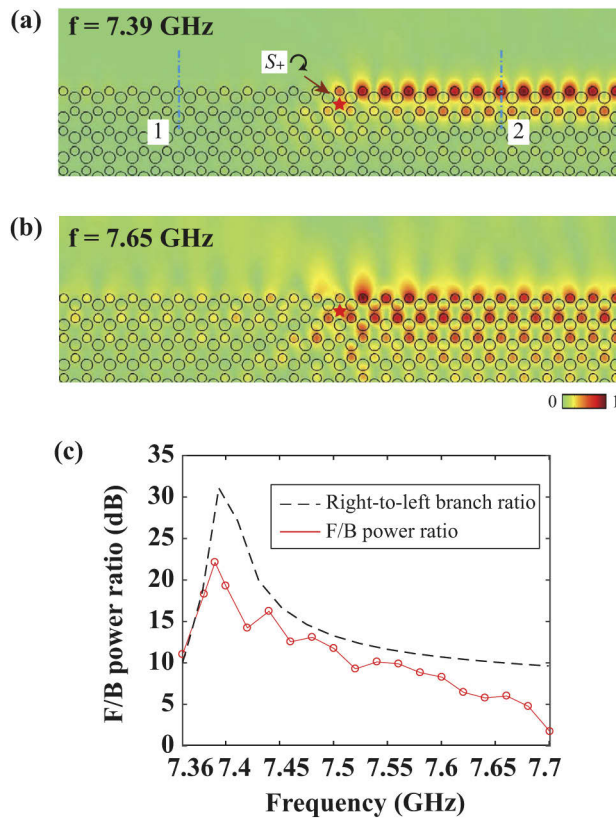 (a)
f = 7.39 GHz
S+
1
2
(b)
f = 7.65 GHz
0 1
(c)
F/B power ratio (dB)
35
30
25
20
15
10
5
0
Right-to-left branch ratio
F/B power ratio
7.36 7.4 7.45 7.5 7.55 7.6 7.65 7.7
Frequency (GHz)